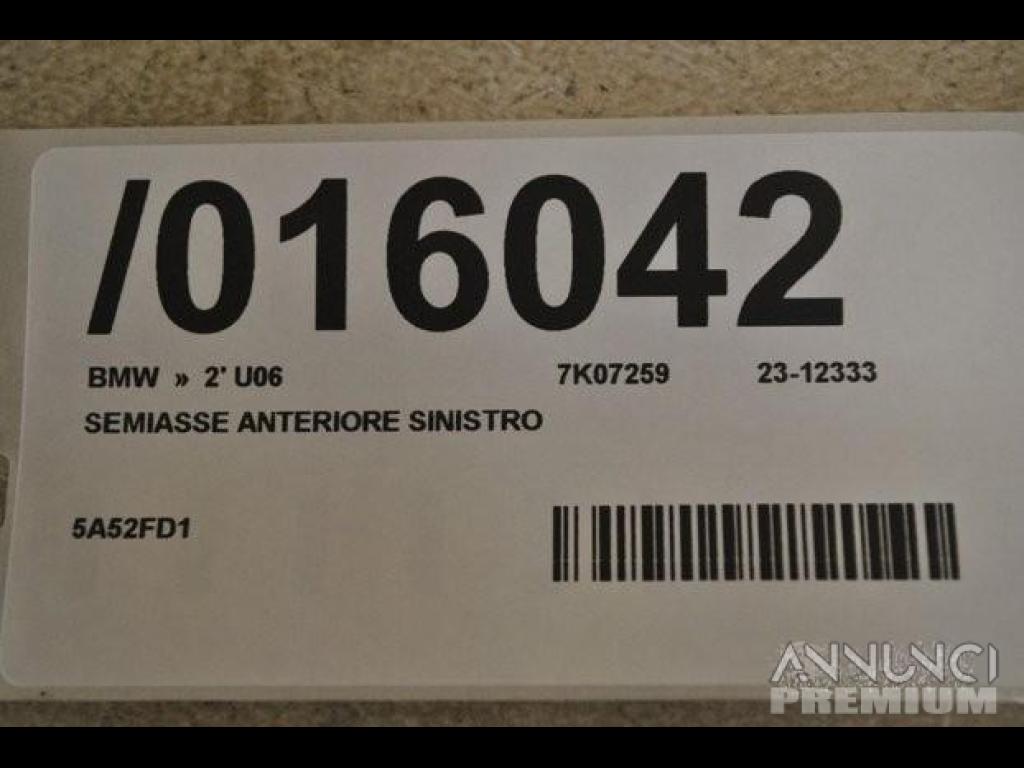 /016042
BMW » 2' U06 7K07259 23-12333
SEMIASSE ANTERIORE SINISTRO
5A52FD1
ANNUNCI
PREMIUM